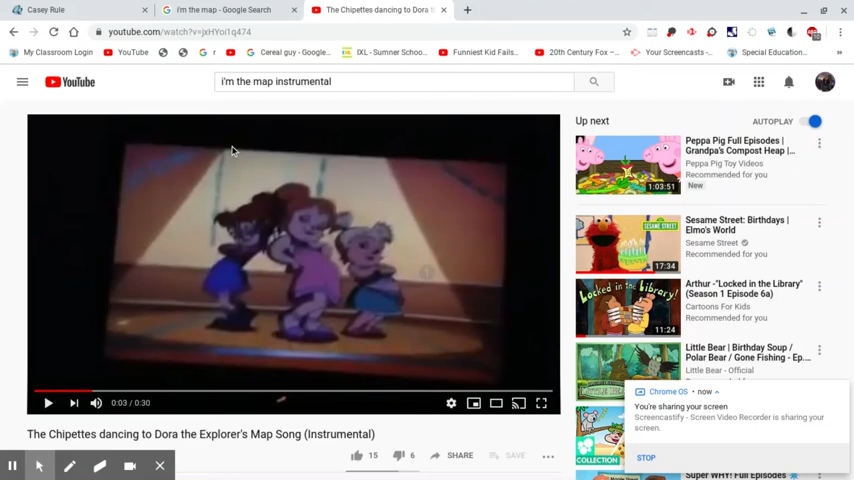 Casey Rule
i'm the map - Google Search
The Chipettes dancing to Dora t
youtube.com/watch?v=jxHYoi1q474
My Classroom Login
YouTube
r
Cereal guy - Google...
IXL - Sumner Schoo...
Funniest Kid Fails...
20th Century Fox –...
Your Screencasts -...
Special Education...
»
YouTube
i'm the map instrumental
Up next
AUTOPLAY
Peppa Pig Full Episodes |
Grandpa's Compost Heap |...
Peppa Pig Toy Videos
Recommended for you
New
1:03:51
SESAME STREET
Sesame Street: Birthdays |
Elmo's World
Sesame Street
Recommended for you
17:34
Locked in the Library!
Arthur -"Locked in the Library"
(Season 1 Episode 6a)
Cartoons For Kids
Recommended for you
11:24
Little Bear | Birthday Soup /
Polar Bear / Gone Fishing - Ep...
Little Bear - Official
COLLECTION
Super WHY! Full Episodes
0:03 / 0:30
The Chipettes dancing to Dora the Explorer's Map Song (Instrumental)
15
6
SHARE
SAVE
Chrome OS • now
You're sharing your screen
Screencastify - Screen Video Recorder is sharing your
screen.
STOP